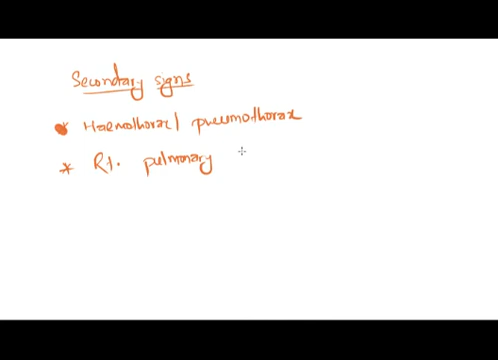 Secondary signs
* Haemothorax| pneumothorax
* Rt. pulmonary